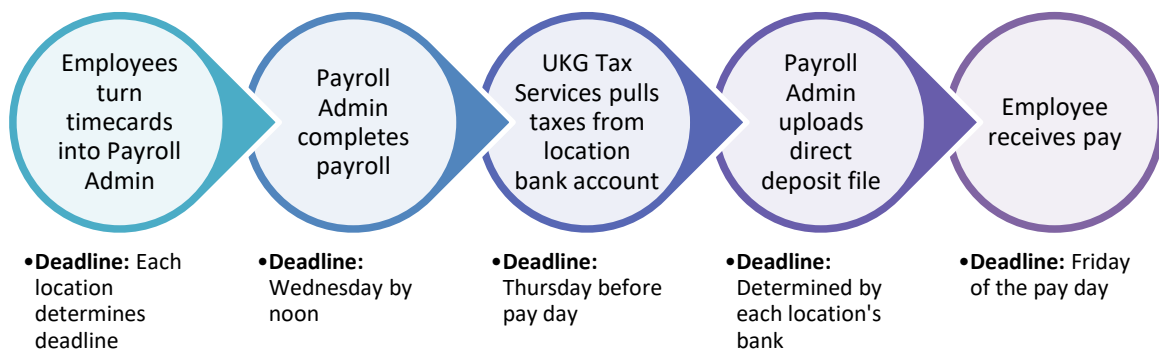 Employees
turn
timecards
into Payroll
Admin
Payroll
Admin
completes
payroll
UKG Tax
Services pulls
taxes from
location
bank account
Payroll
Admin
uploads
direct
deposit file
Employee
receives pay
•Deadline: Each
location
determines
deadline
•Deadline:
Wednesday by
noon
•Deadline:
Thursday before
pay day
•Deadline:
Determined by
each location's
bank
•Deadline: Friday
of the pay day